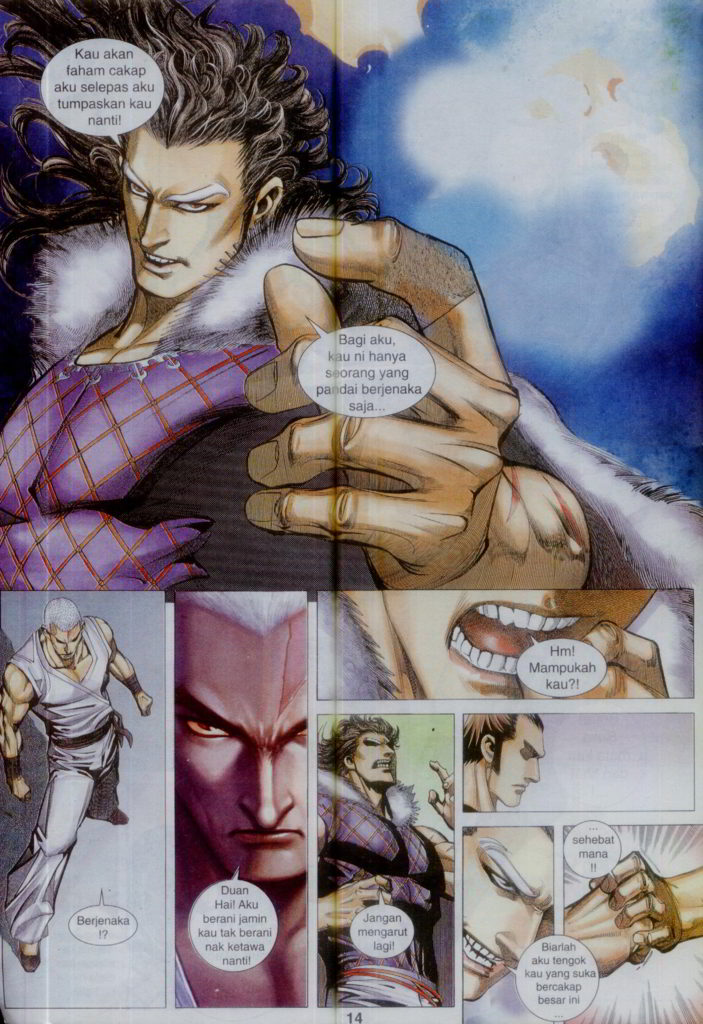 Kau akan
faham cakap
aku selepas aku
tumpaskan kau
nanti!
Bagi aku,
kau ni hanya
seorang yang
pandai berjenaka
saja...
Berjenaka
!?
Duan
Hai! Aku
berani jamin
kau tak berani
nak ketawa
nanti!
Hm!
Mampukah
kau?!
Jangan
mengarut
lagi!
Biarlah
aku tengok
kau yang suka
bercakap
besar ini
...
...
sehebat
mana
!!
14